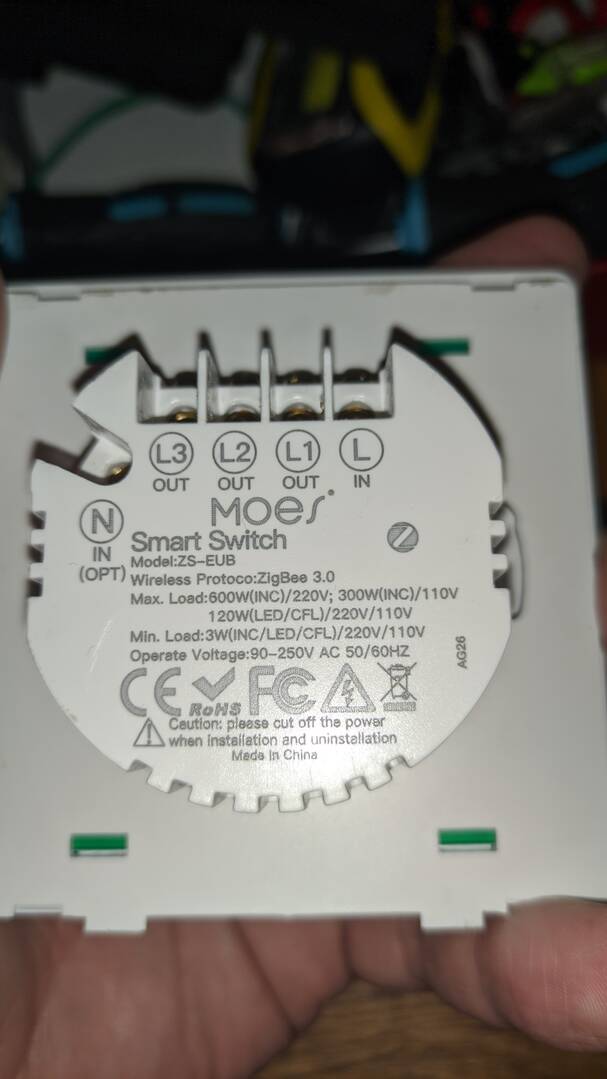 L3 L2 L1 L
OUT OUT OUT IN
N
IN
(OPT)
MOES
Smart Switch
Model:ZS-EUB
Wireless Protoco:ZigBee 3.0
Max. Load:600W(INC)/220V; 300W(INC)/110V
120W(LED/CFL)/220V/110V
Min. Load:3W(INC/LED/CFL)/220V/110V
Operate Voltage:90-250V AC 50/60HZ
AG26
CE RoHS FC
Caution: please cut off the power
when installation and uninstallation
Made in China